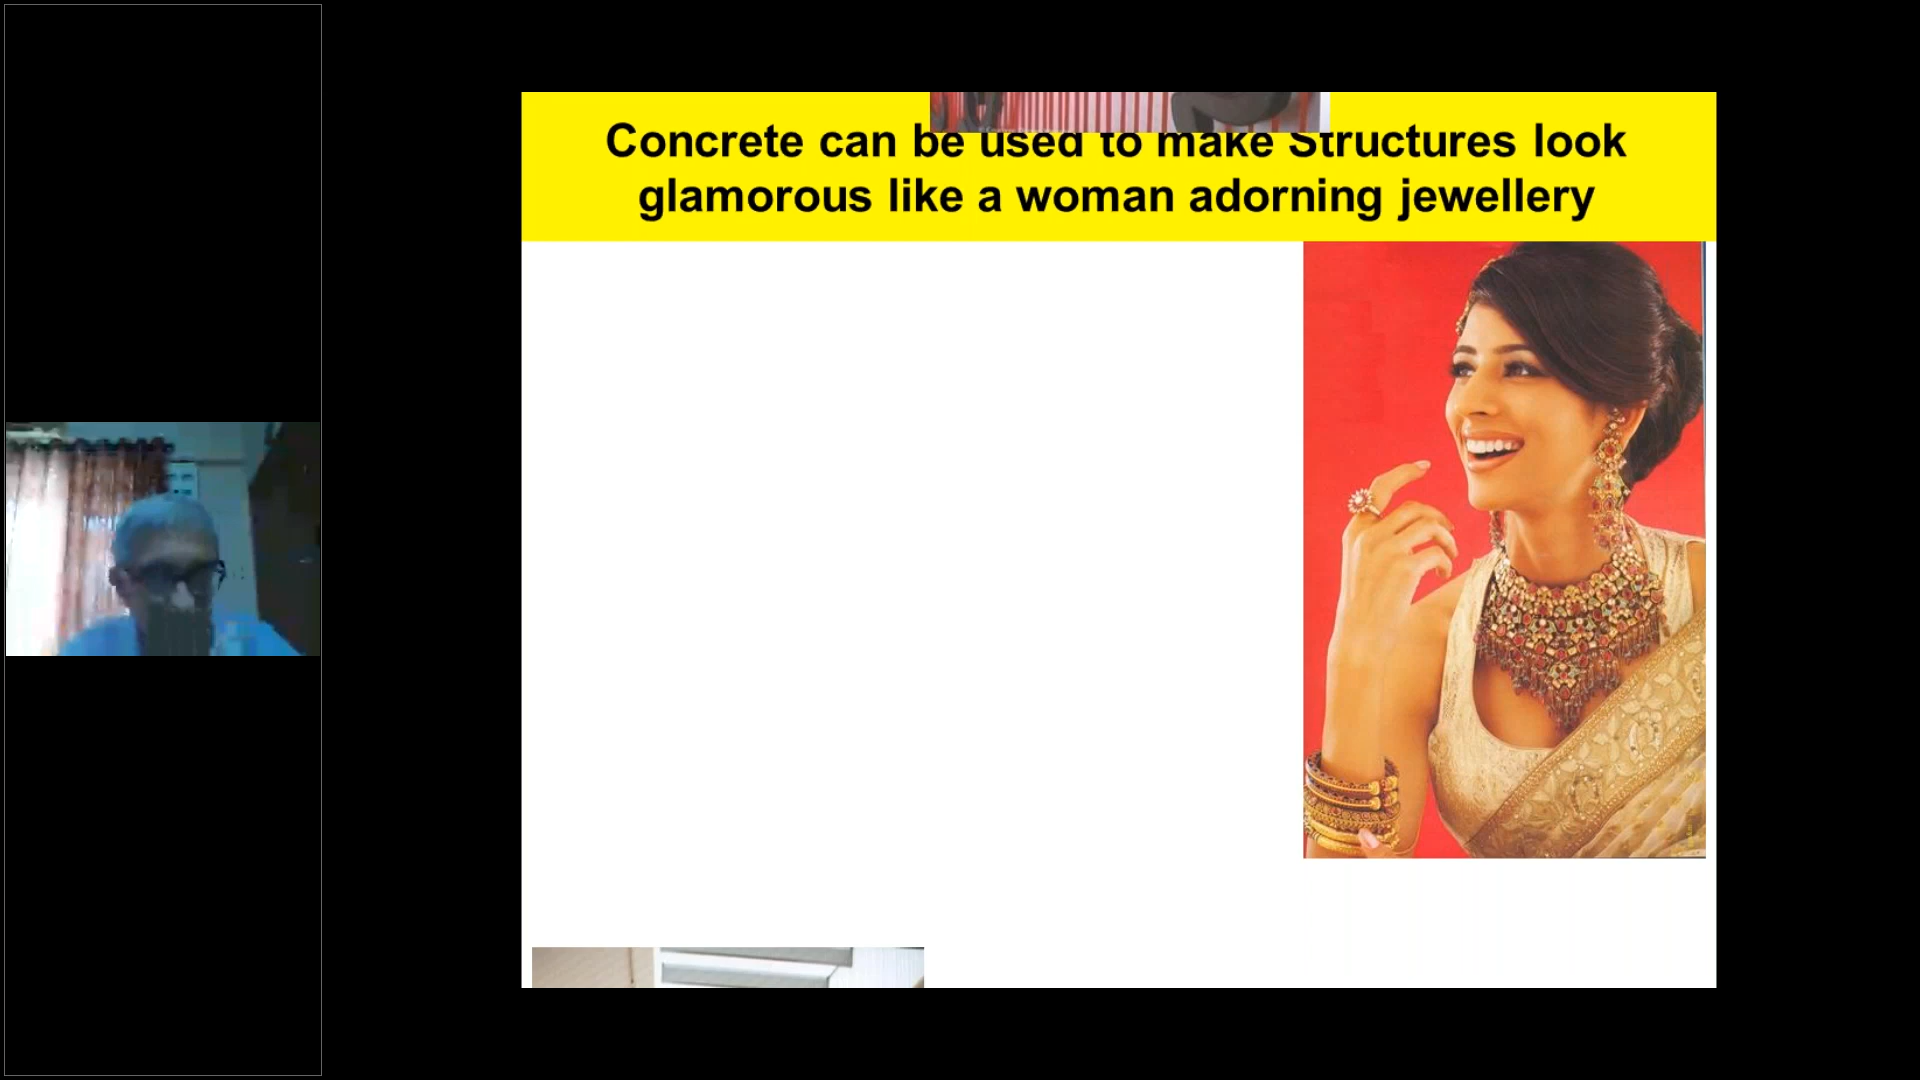 Concrete can be used to make Structures look
glamorous like a woman adorning jewellery